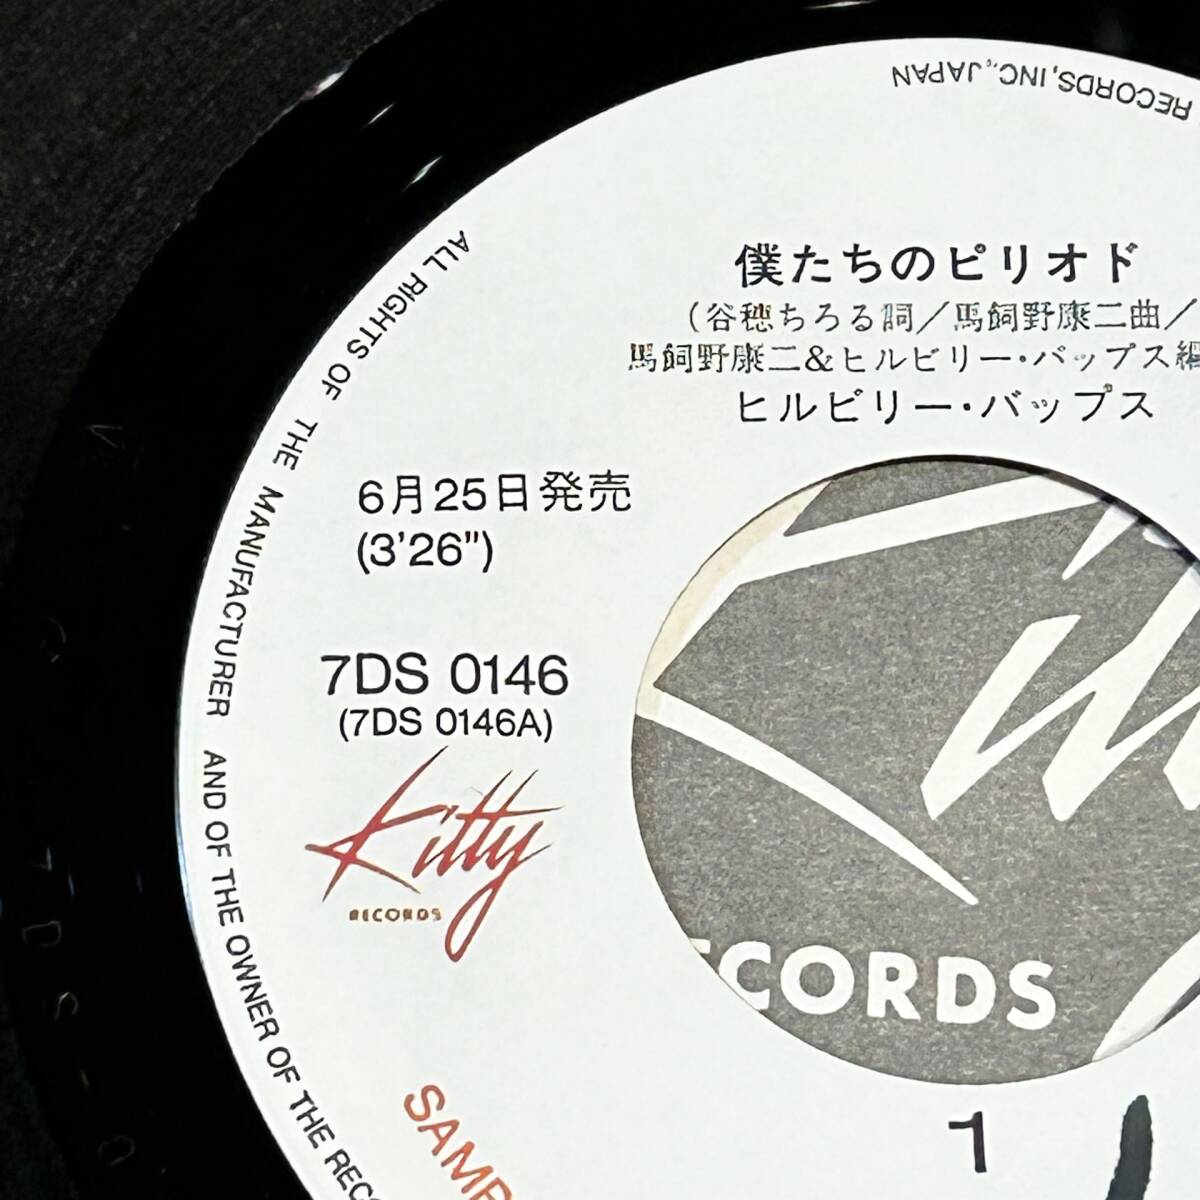 RECORDS, INC., JAPAN
僕たちのピリオド
(谷穂ちろる詞/馬飼野康二曲/
馬飼野康二&ヒルビリー・バップス編
ヒルビリー・バップス
6月25日発売
(3'26")
7DS 0146
(7DS 0146A)
Kitty
RECORDS
CORDS
1
ALL RIGHTS OF THE MANUFACTURER AND OF THE OWNER OF THE RECO
SAMP
7DS